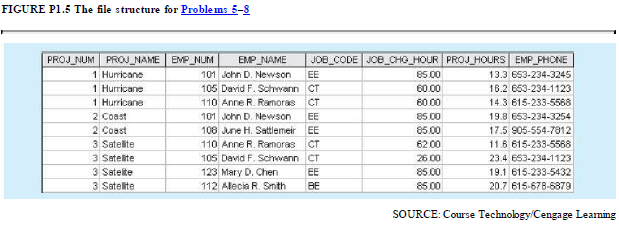 FIGURE P1.5 The file structure for Problems 5–8
PROJ_NUM PROJ_NAME EMP_NUM EMP_NAME JOB_CODE JOB_CHG_HOUR PROJ_HOURS EMP_PHONE
1 Hurricane 101 John D. Newson EE 85.00 13.3 653-234-3245
1 Hurricane 105 David F. Schwann CT 60.00 16.2 653-234-1123
1 Hurricane 110 Anne R. Ramoras CT 60.00 14.3 615-233-5568
2 Coast 101 John D. Newson EE 85.00 19.8 653-234-3254
2 Coast 108 June H. Sattlemeir EE 85.00 17.5 905-554-7812
3 Satelite 110 Anne R. Ramoras CT 62.00 11.6 615-233-5568
3 Satelite 105 David F. Schwann CT 26.00 23.4 653-234-1123
3 Satelite 123 Mary D. Chen EE 85.00 19.1 615-233-5432
3 Satelite 112 Allecia R. Smith BE 85.00 20.7 615-678-6879
SOURCE: Course Technology/Cengage Learning